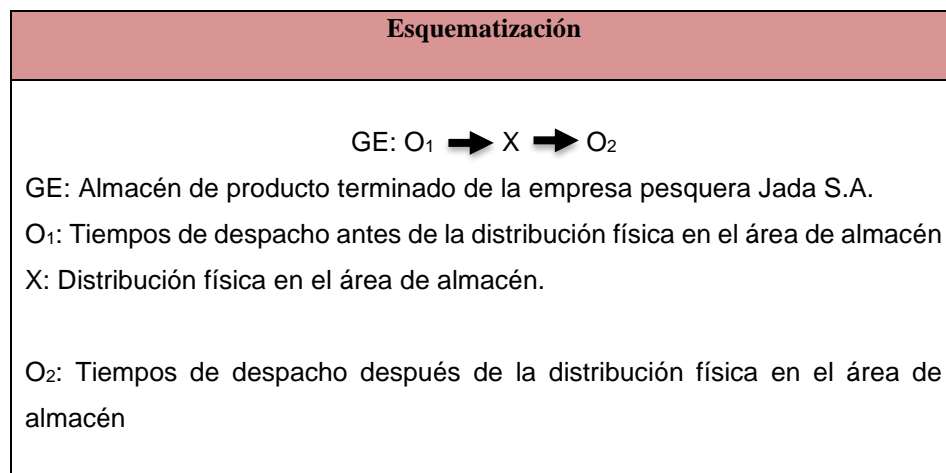 Esquematización
GE: O₁ → X → O₂
GE: Almacén de producto terminado de la empresa pesquera Jada S.A.
O₁: Tiempos de despacho antes de la distribución física en el área de almacén
X: Distribución física en el área de almacén.
O₂: Tiempos de despacho después de la distribución física en el área de
almacén